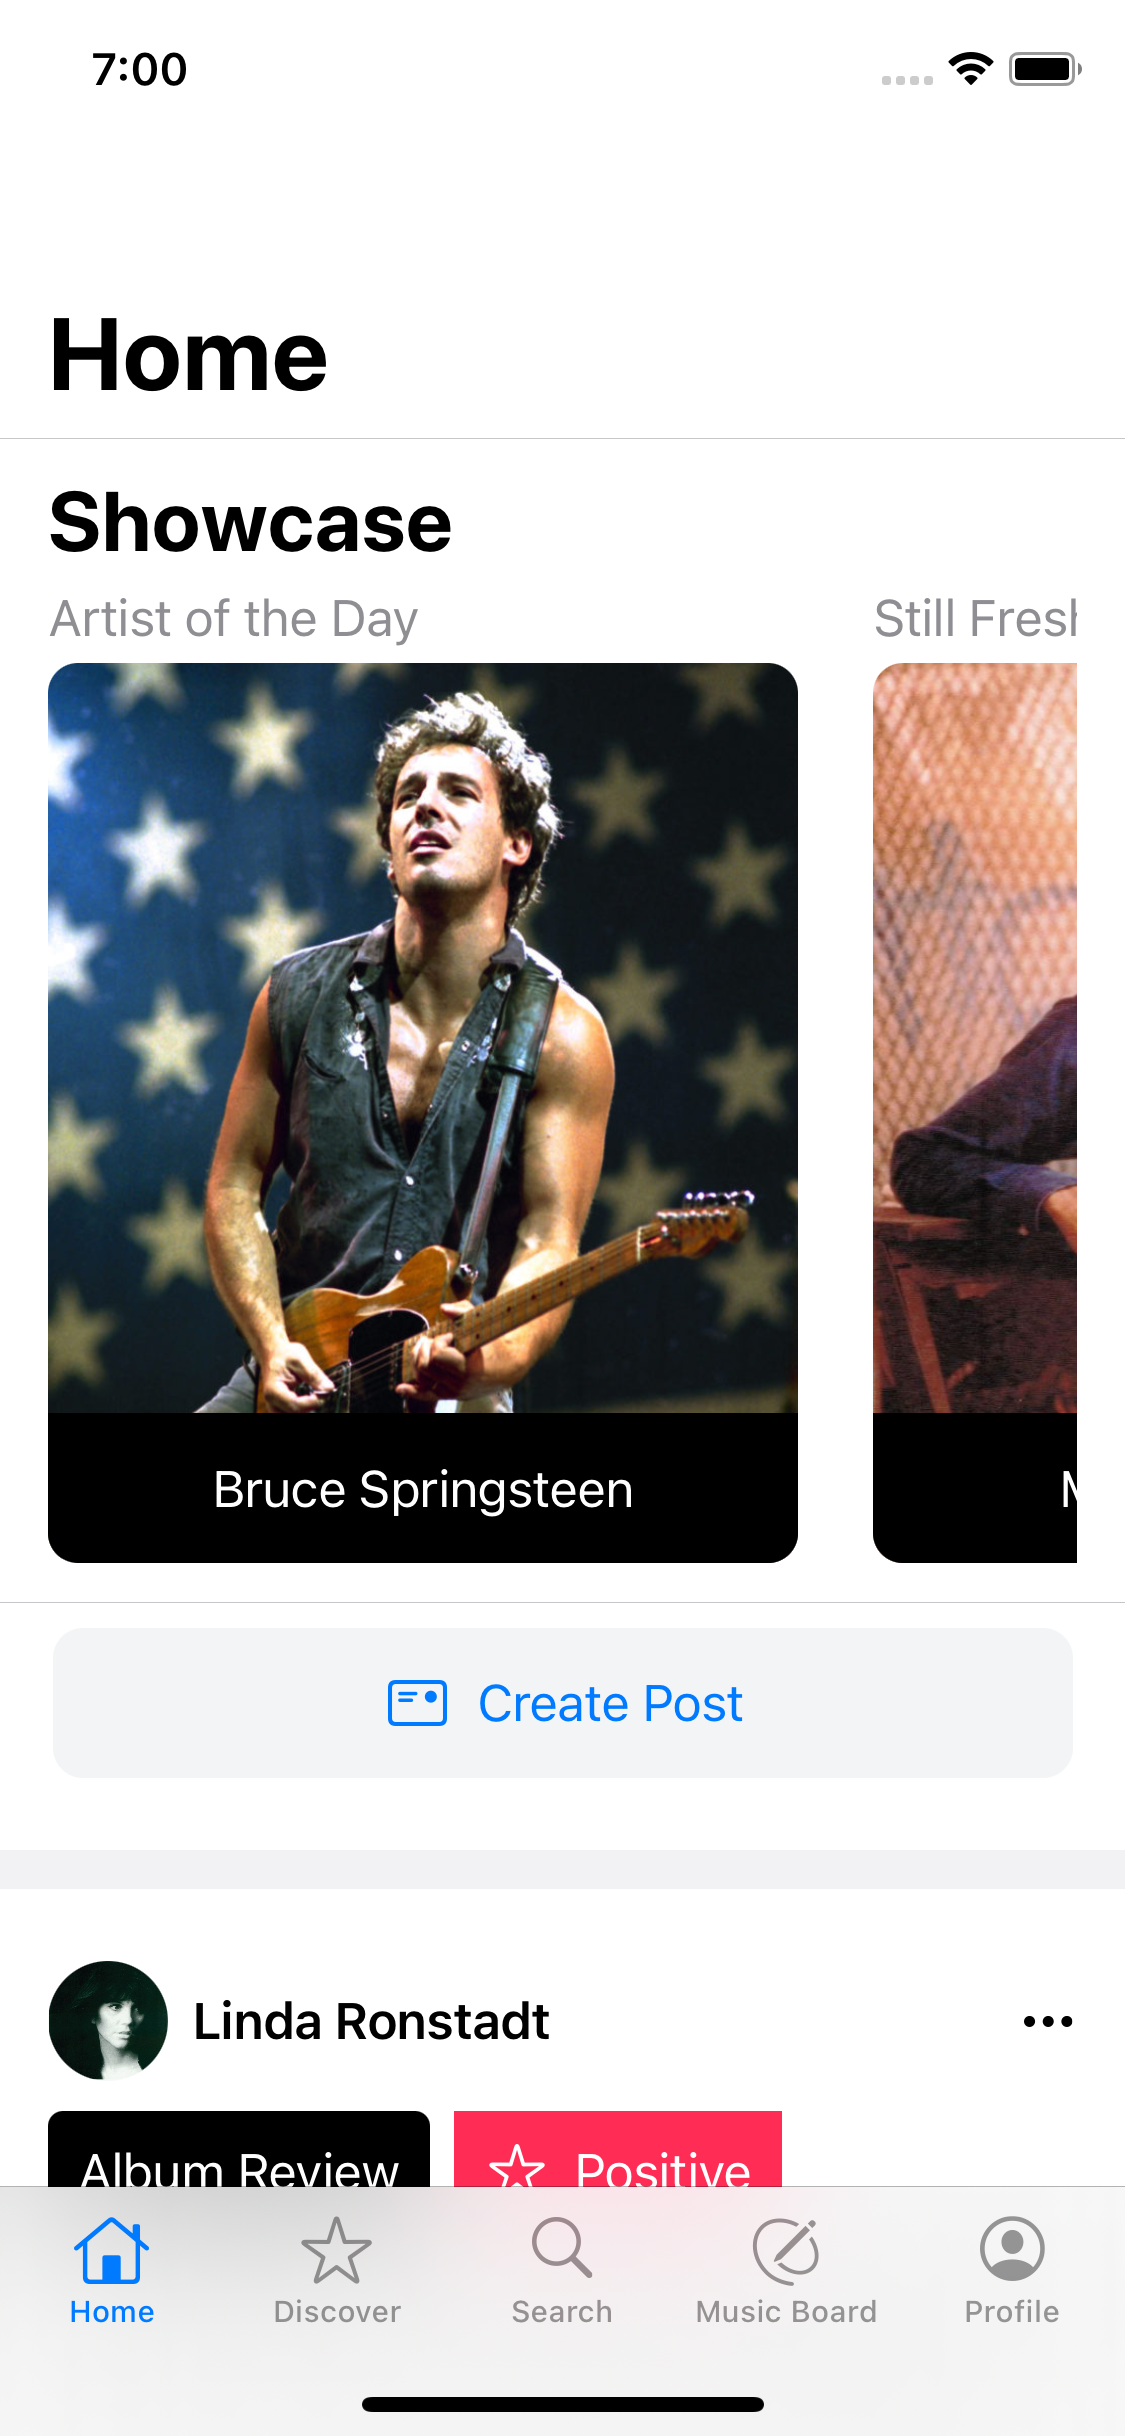 7:00
Home
Showcase
Artist of the Day
Still Fresh
Bruce Springsteen
M
Create Post
Linda Ronstadt
Album Review
Positive
Home
Discover
Search
Music Board
Profile